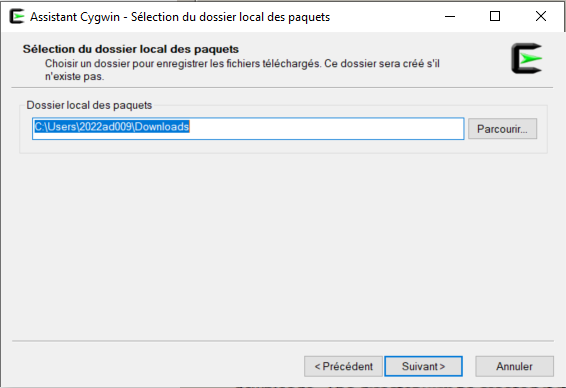 Assistant Cygwin - Sélection du dossier local des paquets
Sélection du dossier local des paquets
Choisir un dossier pour enregistrer les fichiers téléchargés. Ce dossier sera créé s'il
n'existe pas.
Dossier local des paquets
C:\Users\2022ad009\Downloads
Parcourir...
< Précédent
Suivant >
Annuler